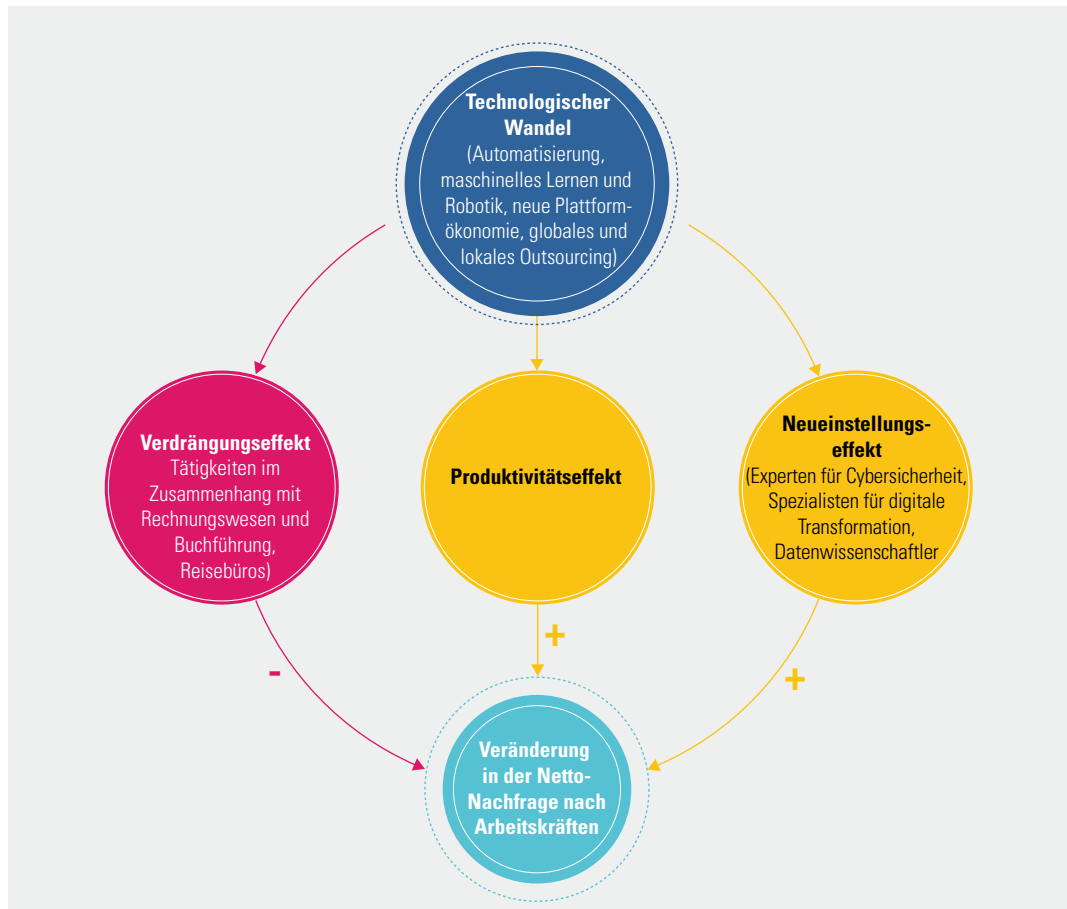 Technologischer
Wandel
(Automatisierung,
maschinelles Lernen und
Robotik, neue Plattform-
ökonomie, globales und
lokales Outsourcing)
Verdrängungseffekt
Tätigkeiten im
Zusammenhang mit
Rechnungswesen und
Buchführung,
Reisebüros)
Produktivitätseffekt
Neueinstellungs-
effekt
(Experten für Cybersicherheit,
Spezialisten für digitale
Transformation,
Datenwissenschaftler
-
+
+
Veränderung
in der Netto-
Nachfrage nach
Arbeitskräften